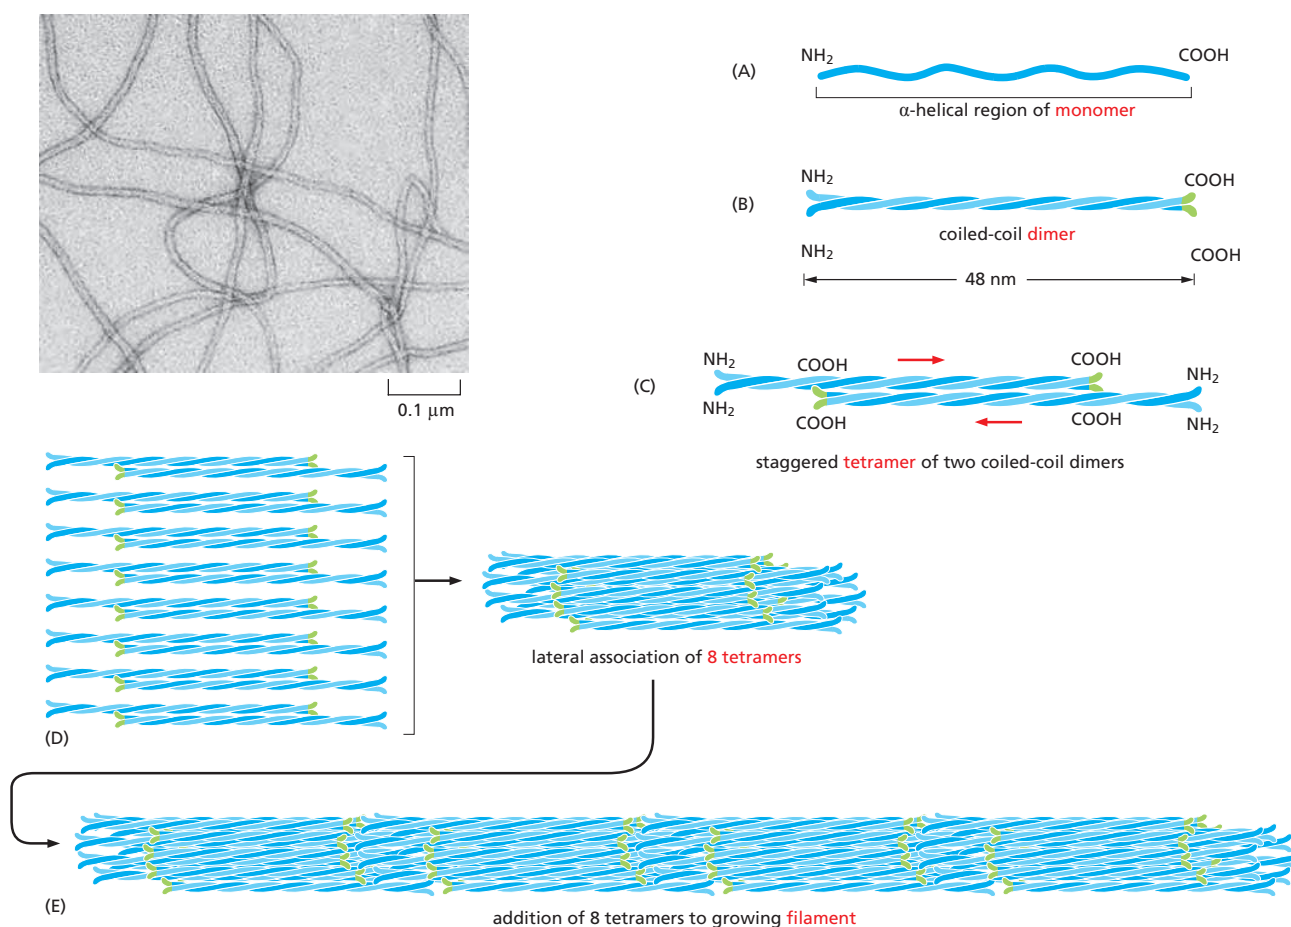 0.1 μm
(A)
NH₂
COOH
α-helical region of monomer
(B)
NH₂
COOH
coiled-coil dimer
NH₂
COOH
48 nm
(C)
NH₂
COOH
COOH
NH₂
NH₂
COOH
COOH
NH₂
staggered tetramer of two coiled-coil dimers
(D)
lateral association of 8 tetramers
(E)
addition of 8 tetramers to growing filament